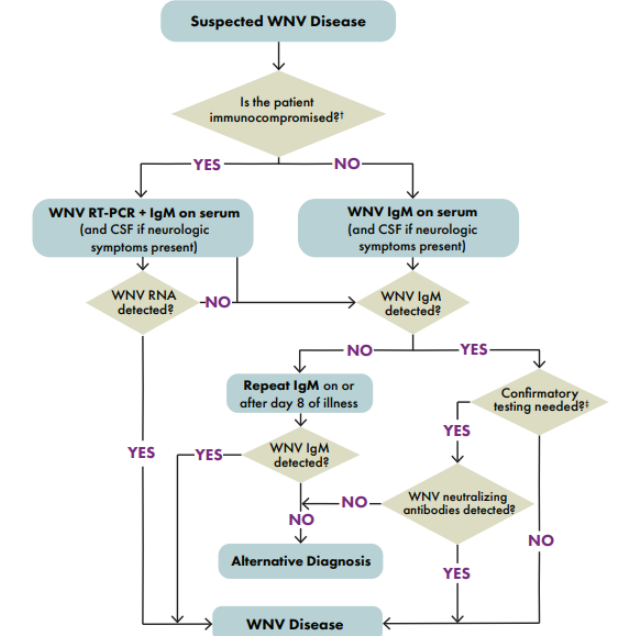 Suspected WNV Disease
Is the patient
immunocompromised?†
YES
NO
WNV RT-PCR + IgM on serum
(and CSF if neurologic
symptoms present)
WNV IgM on serum
(and CSF if neurologic
symptoms present)
WNV RNA
detected?
NO
WNV IgM
detected?
NO
YES
Repeat IgM on or
after day 8 of illness
Confirmatory
testing needed?‡
YES
YES
YES
WNV IgM
detected?
WNV neutralizing
antibodies detected?
NO
NO
NO
Alternative Diagnosis
YES
WNV Disease